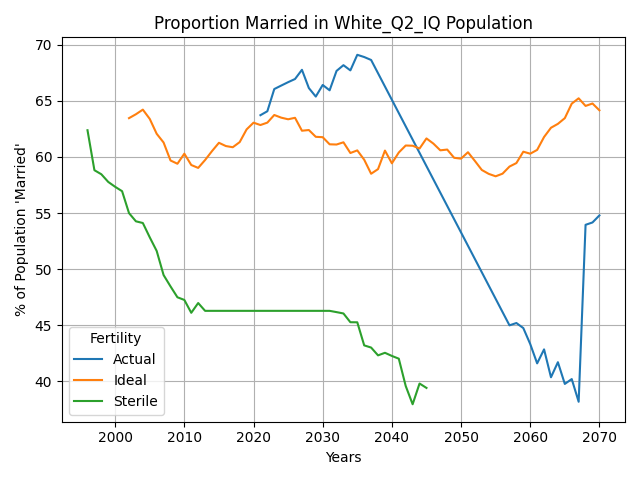 Proportion Married in White_Q2_IQ Population
% of Population 'Married'
70
65
60
55
50
45
40
Fertility
Actual
Ideal
Sterile
2000 2010 2020 2030 2040 2050 2060 2070
Years